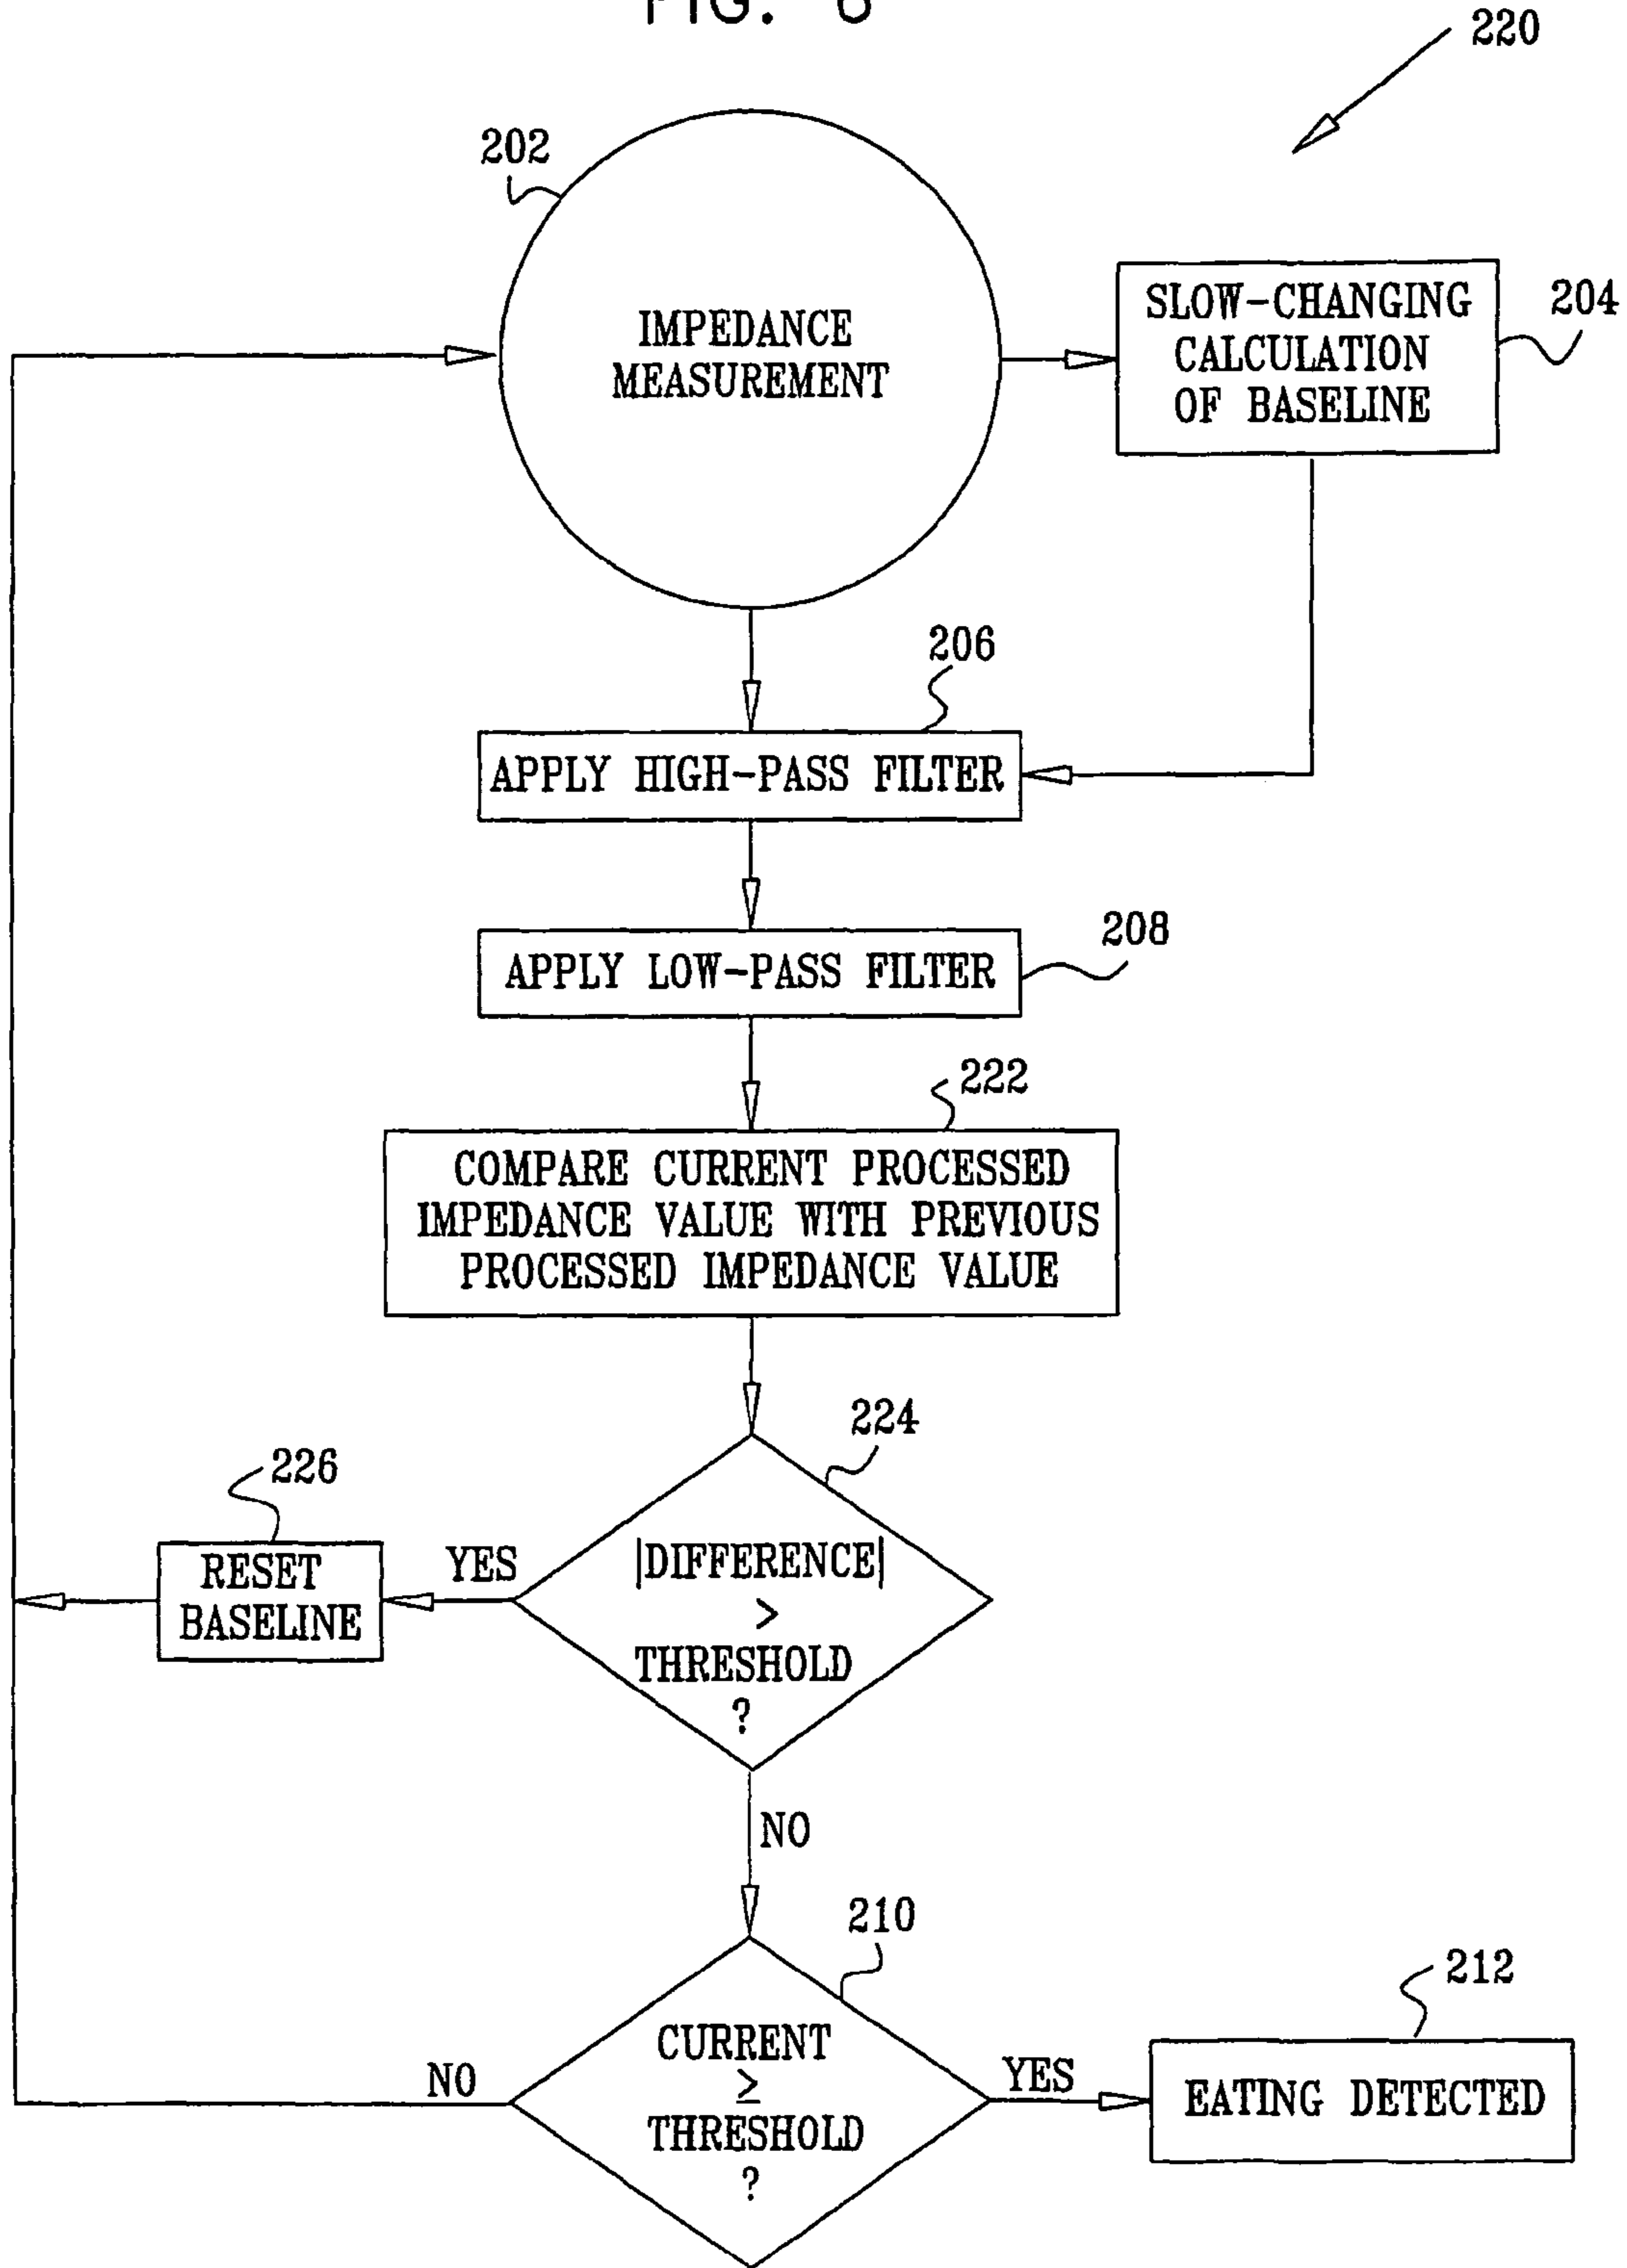 FIG. 6
220
202
IMPEDANCE
MEASUREMENT
SLOW-CHANGING
CALCULATION
OF BASELINE
204
206
APPLY HIGH-PASS FILTER
208
APPLY LOW-PASS FILTER
222
COMPARE CURRENT PROCESSED
IMPEDANCE VALUE WITH PREVIOUS
PROCESSED IMPEDANCE VALUE
224
226
RESET
BASELINE
YES
|DIFFERENCE|
>
THRESHOLD
?
NO
210
212
CURRENT
≥
THRESHOLD
?
NO
YES
EATING DETECTED